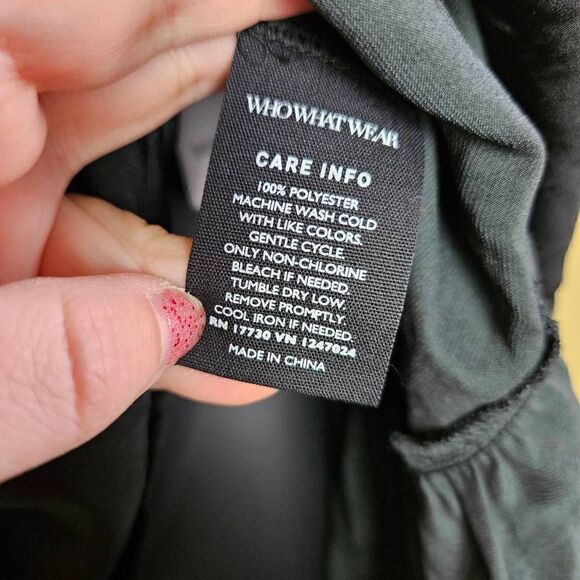 WHO WHAT WEAR
CARE INFO
100% POLYESTER
MACHINE WASH COLD
WITH LIKE COLORS.
GENTLE CYCLE.
ONLY NON-CHLORINE
BLEACH IF NEEDED.
TUMBLE DRY LOW.
REMOVE PROMPTLY.
COOL IRON IF NEEDED.
RN 17730 VN 1247024
MADE IN CHINA